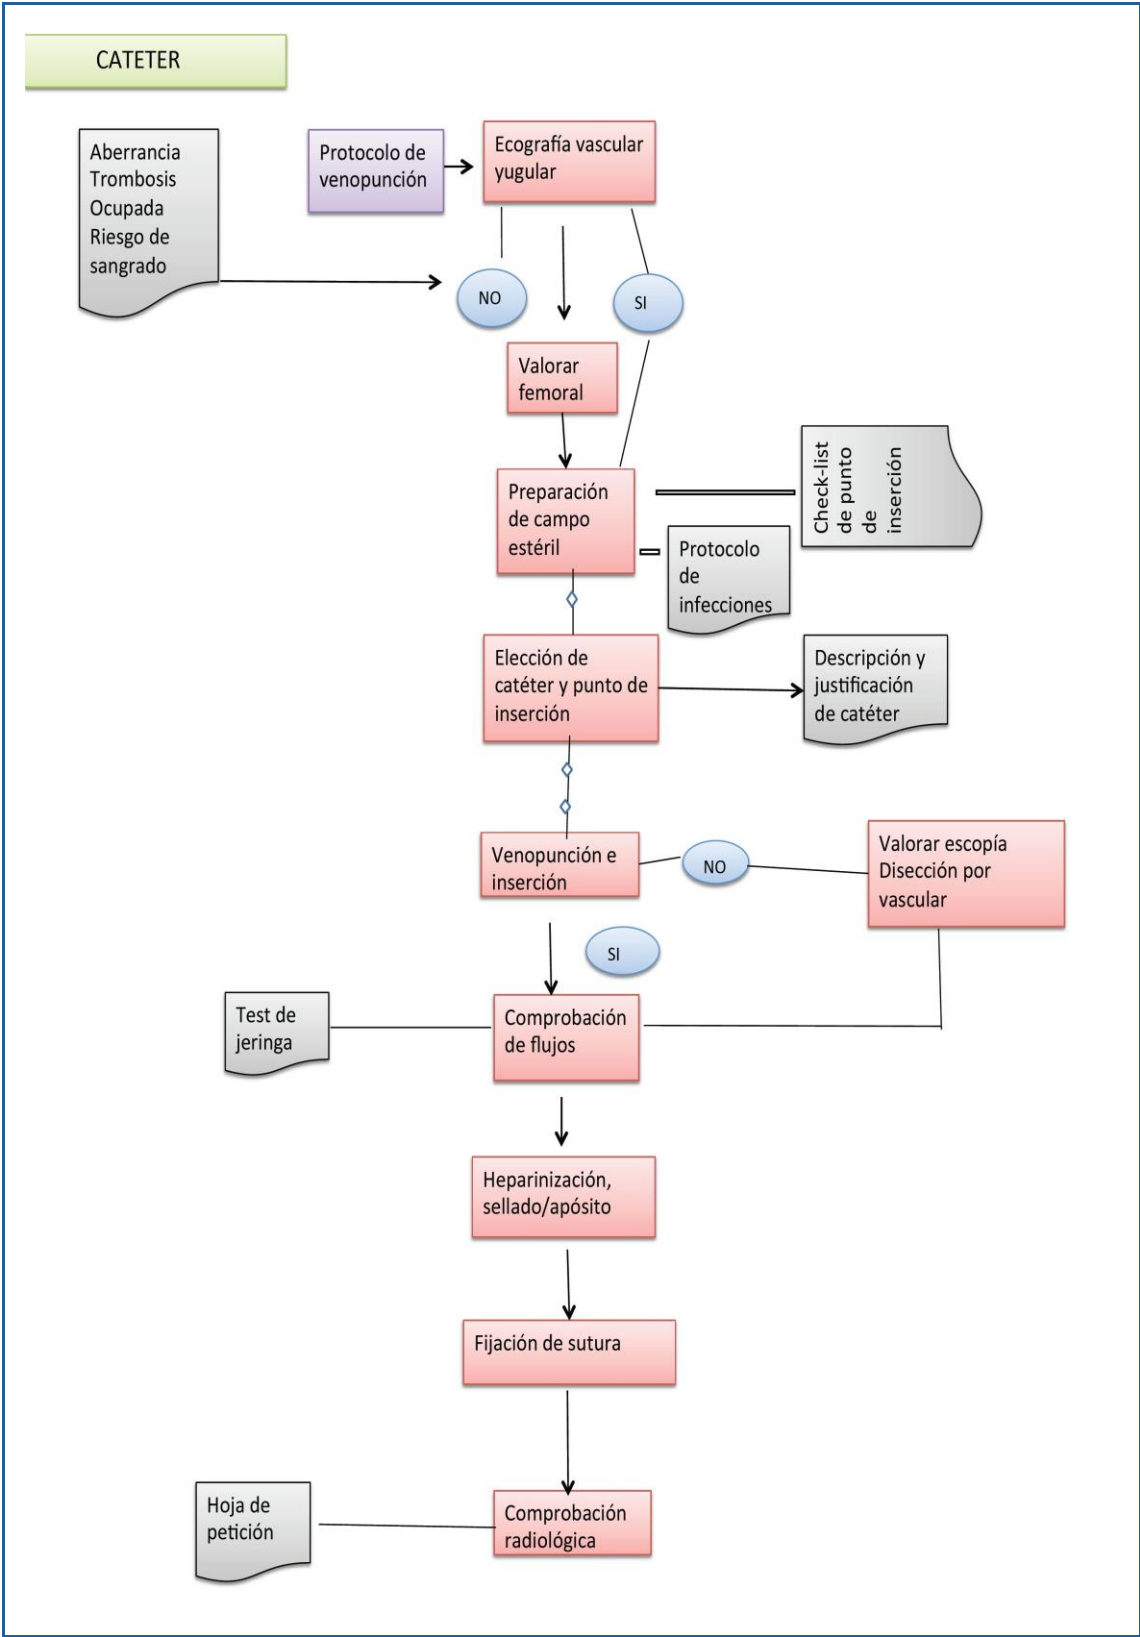 CATETER
Aberrancia
Trombosis
Ocupada
Riesgo de
sangrado
Protocolo de
venopunción
Ecografía vascular
yugular
NO
SI
Valorar
femoral
Preparación
de campo
estéril
Check-list
de punto
de
inserción
Protocolo
de
infecciones
Elección de
catéter y punto de
inserción
Descripción y
justificación
de catéter
Venopunción e
inserción
NO
Valorar escopía
Disección por
vascular
SI
Test de
jeringa
Comprobación
de flujos
Heparinización,
sellado/apósito
Fijación de sutura
Hoja de
petición
Comprobación
radiológica